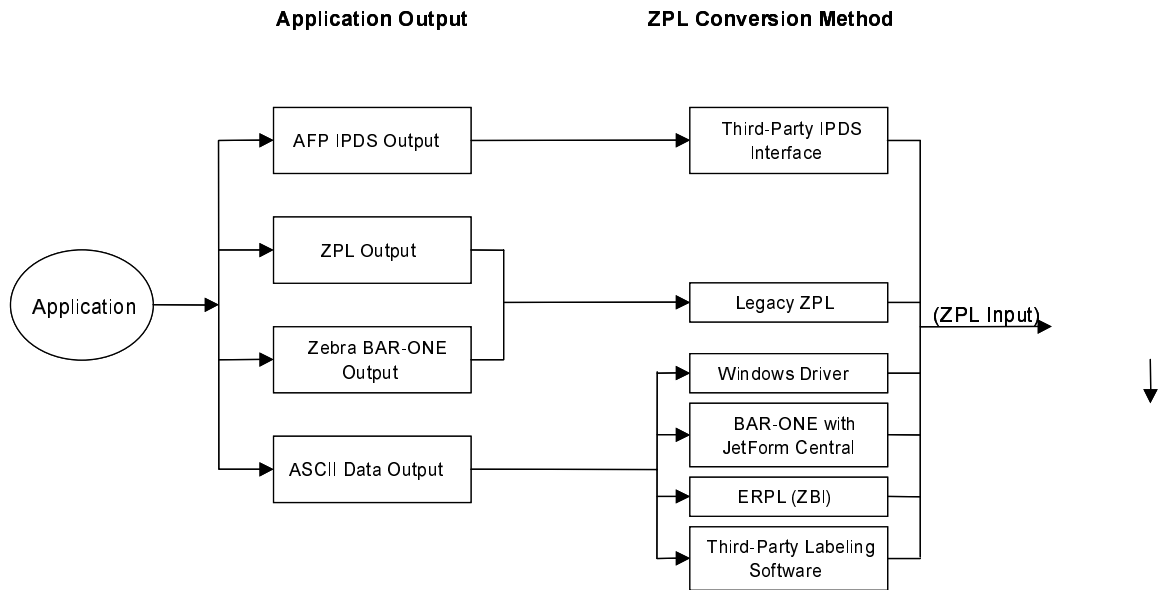 Application Output
ZPL Conversion Method
AFP IPDS Output
Third-Party IPDS
Interface
ZPL Output
Application
Legacy ZPL
(ZPL Input)
Zebra BAR-ONE
Output
Windows Driver
BAR-ONE with
JetForm Central
ASCII Data Output
ERPL (ZBI)
Third-Party Labeling
Software